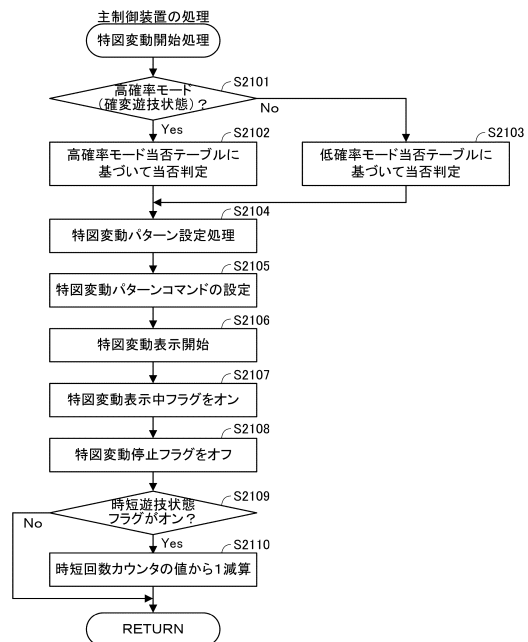 主制御装置の処理
特図変動開始処理
S2101
高確率モード
(確変遊技状態)？
No
Yes
S2102
高確率モード当否テーブルに
基づいて当否判定
S2103
低確率モード当否テーブルに
基づいて当否判定
S2104
特図変動パターン設定処理
S2105
特図変動パターンコマンドの設定
S2106
特図変動表示開始
S2107
特図変動表示中フラグをオン
S2108
特図変動停止フラグをオフ
S2109
時短遊技状態
フラグがオン？
No
Yes
S2110
時短回数カウンタの値から１減算
RETURN